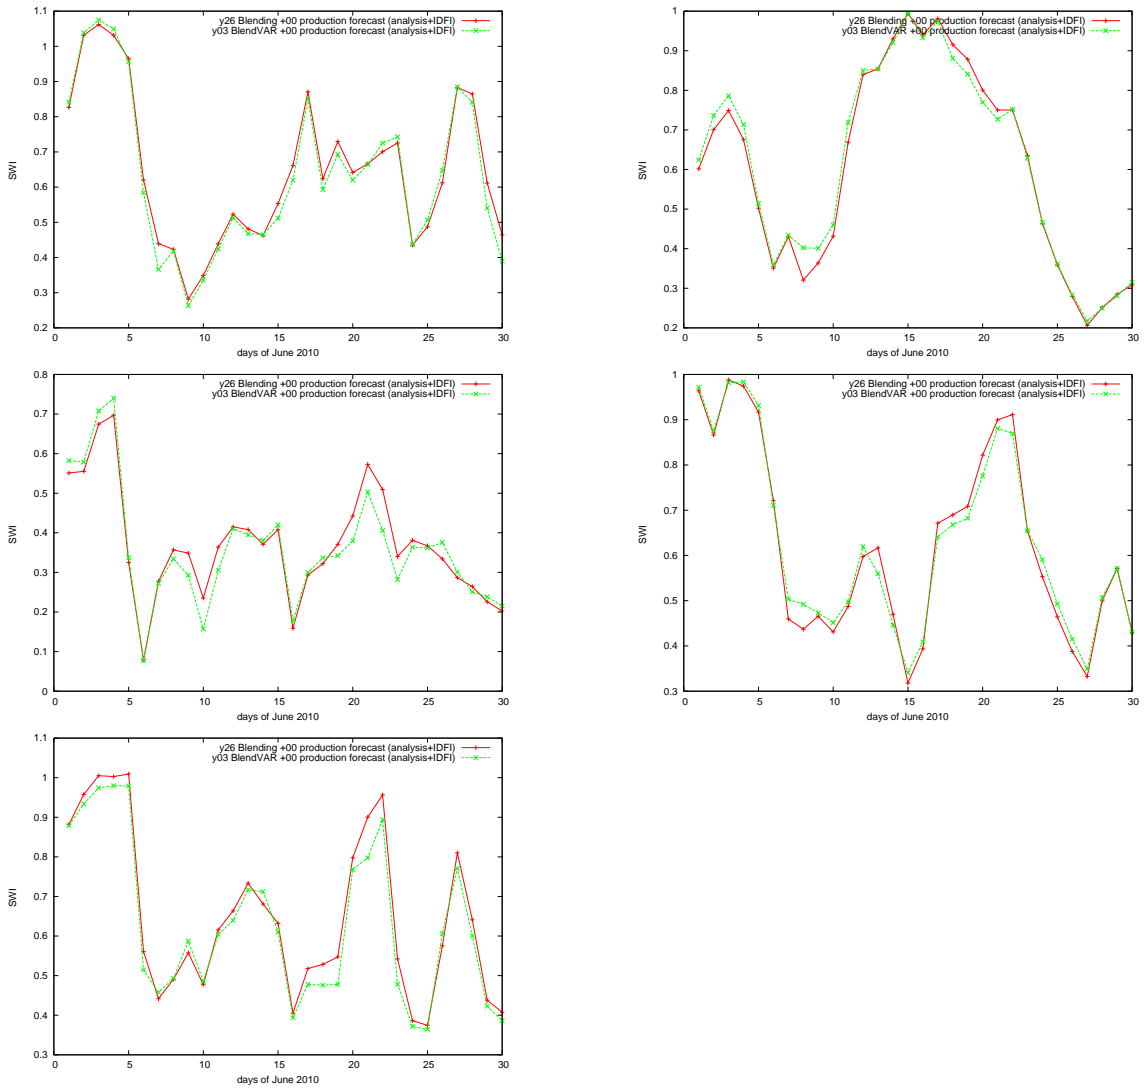 1.1
1
0.9
0.8
0.7
0.6
0.5
0.4
0.3
0.2
SWI
0 5 10 15 20 25 30
days of June 2010
y26 Blending +00 production forecast (analysis+IDFI)
y03 BlendVAR +00 production forecast (analysis+IDFI)
1
0.9
0.8
0.7
0.6
0.5
0.4
0.3
0.2
SWI
0 5 10 15 20 25 30
days of June 2010
y26 Blending +00 production forecast (analysis+IDFI)
y03 BlendVAR +00 production forecast (analysis+IDFI)
0.8
0.7
0.6
0.5
0.4
0.3
0.2
0.1
0
SWI
0 5 10 15 20 25 30
days of June 2010
y26 Blending +00 production forecast (analysis+IDFI)
y03 BlendVAR +00 production forecast (analysis+IDFI)
1
0.9
0.8
0.7
0.6
0.5
0.4
0.3
SWI
0 5 10 15 20 25 30
days of June 2010
y26 Blending +00 production forecast (analysis+IDFI)
y03 BlendVAR +00 production forecast (analysis+IDFI)
1.1
1
0.9
0.8
0.7
0.6
0.5
0.4
0.3
SWI
0 5 10 15 20 25 30
days of June 2010
y26 Blending +00 production forecast (analysis+IDFI)
y03 BlendVAR +00 production forecast (analysis+IDFI)